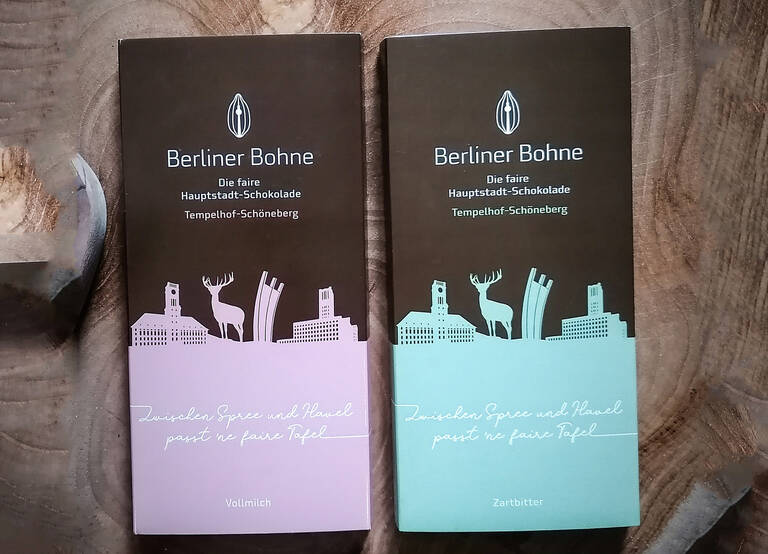 Berliner Bohne
Die faire
Hauptstadt-Schokolade
Tempelhof-Schöneberg
Zwischen Spree und Havel
passt 'ne faire Tafel
Vollmilch
Berliner Bohne
Die faire
Hauptstadt-Schokolade
Tempelhof-Schöneberg
Zwischen Spree und Havel
passt 'ne faire Tafel
Zartbitter